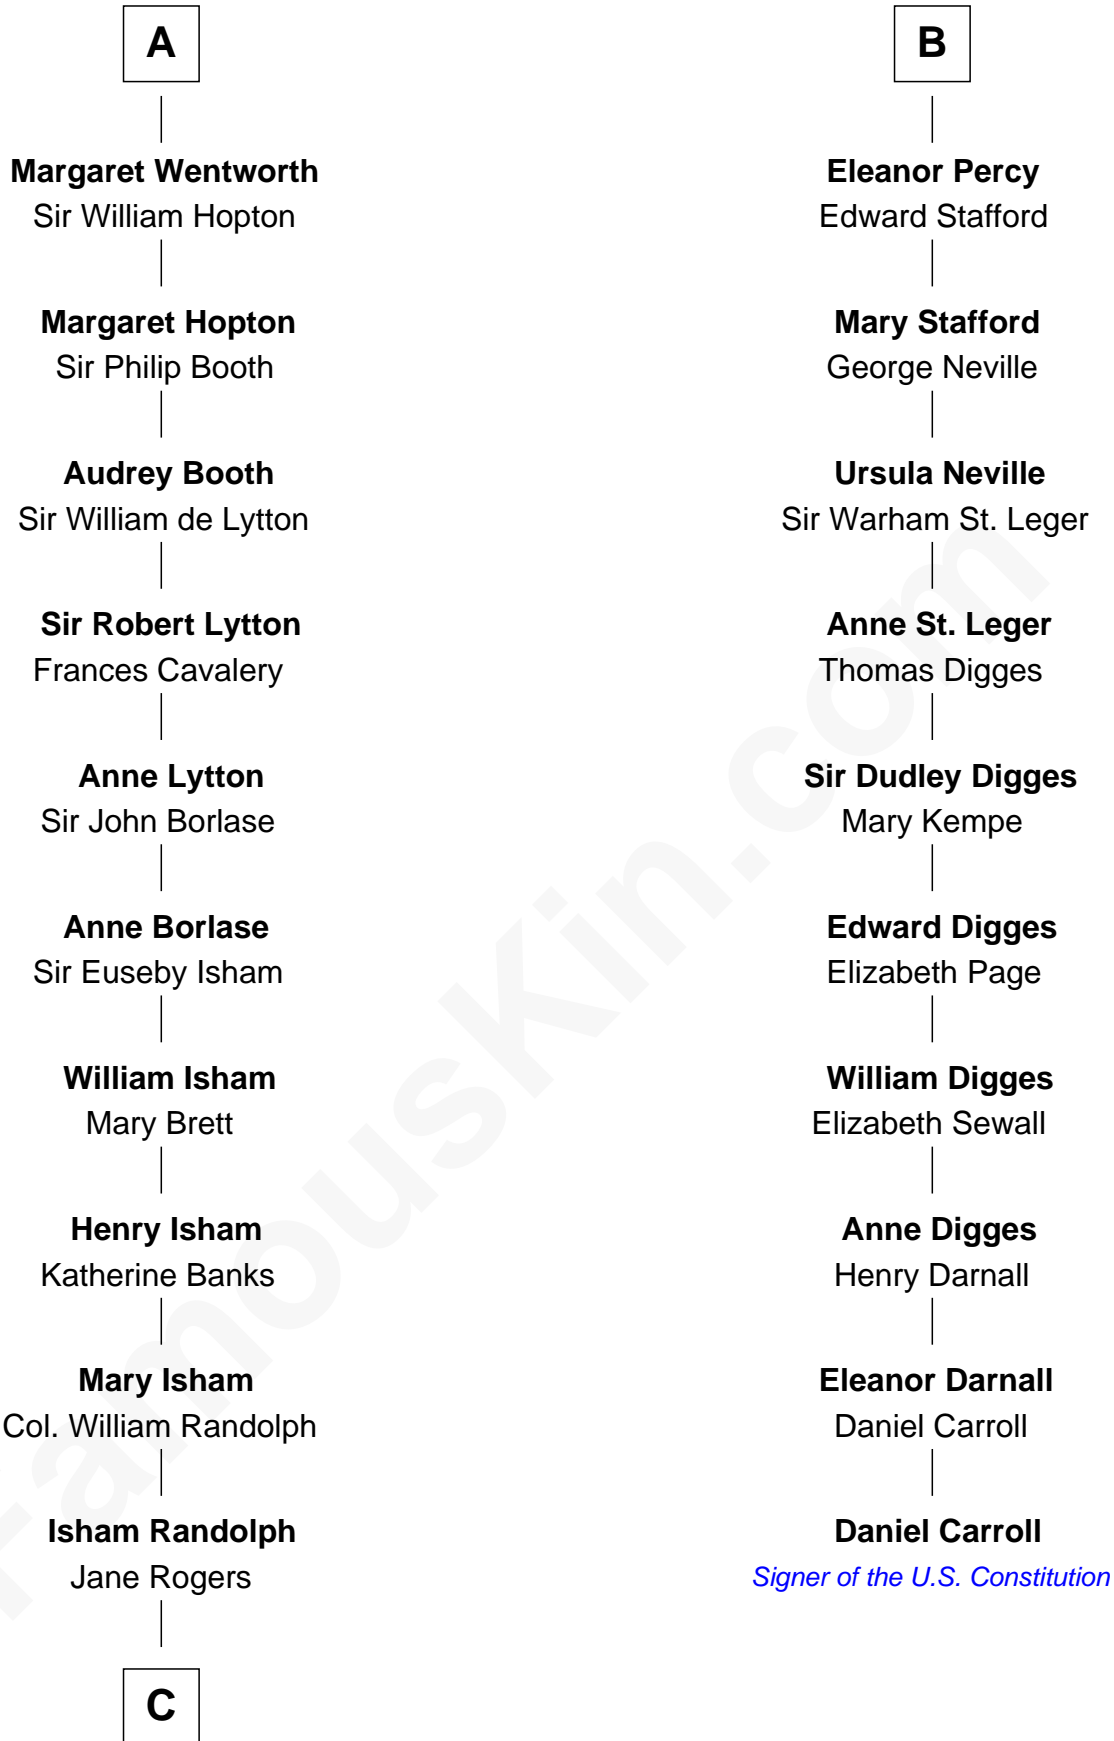 A
Margaret Wentworth
Sir William Hopton
Margaret Hopton
Sir Philip Booth
Audrey Booth
Sir William de Lytton
Sir Robert Lytton
Frances Cavalery
Anne Lytton
Sir John Borlase
Anne Borlase
Sir Euseby Isham
William Isham
Mary Brett
Henry Isham
Katherine Banks
Mary Isham
Col. William Randolph
Isham Randolph
Jane Rogers
C
B
Eleanor Percy
Edward Stafford
Mary Stafford
George Neville
Ursula Neville
Sir Warham St. Leger
Anne St. Leger
Thomas Digges
Sir Dudley Digges
Mary Kempe
Edward Digges
Elizabeth Page
William Digges
Elizabeth Sewall
Anne Digges
Henry Darnall
Eleanor Darnall
Daniel Carroll
Daniel Carroll
Signer of the U.S. Constitution
FamousKin.com